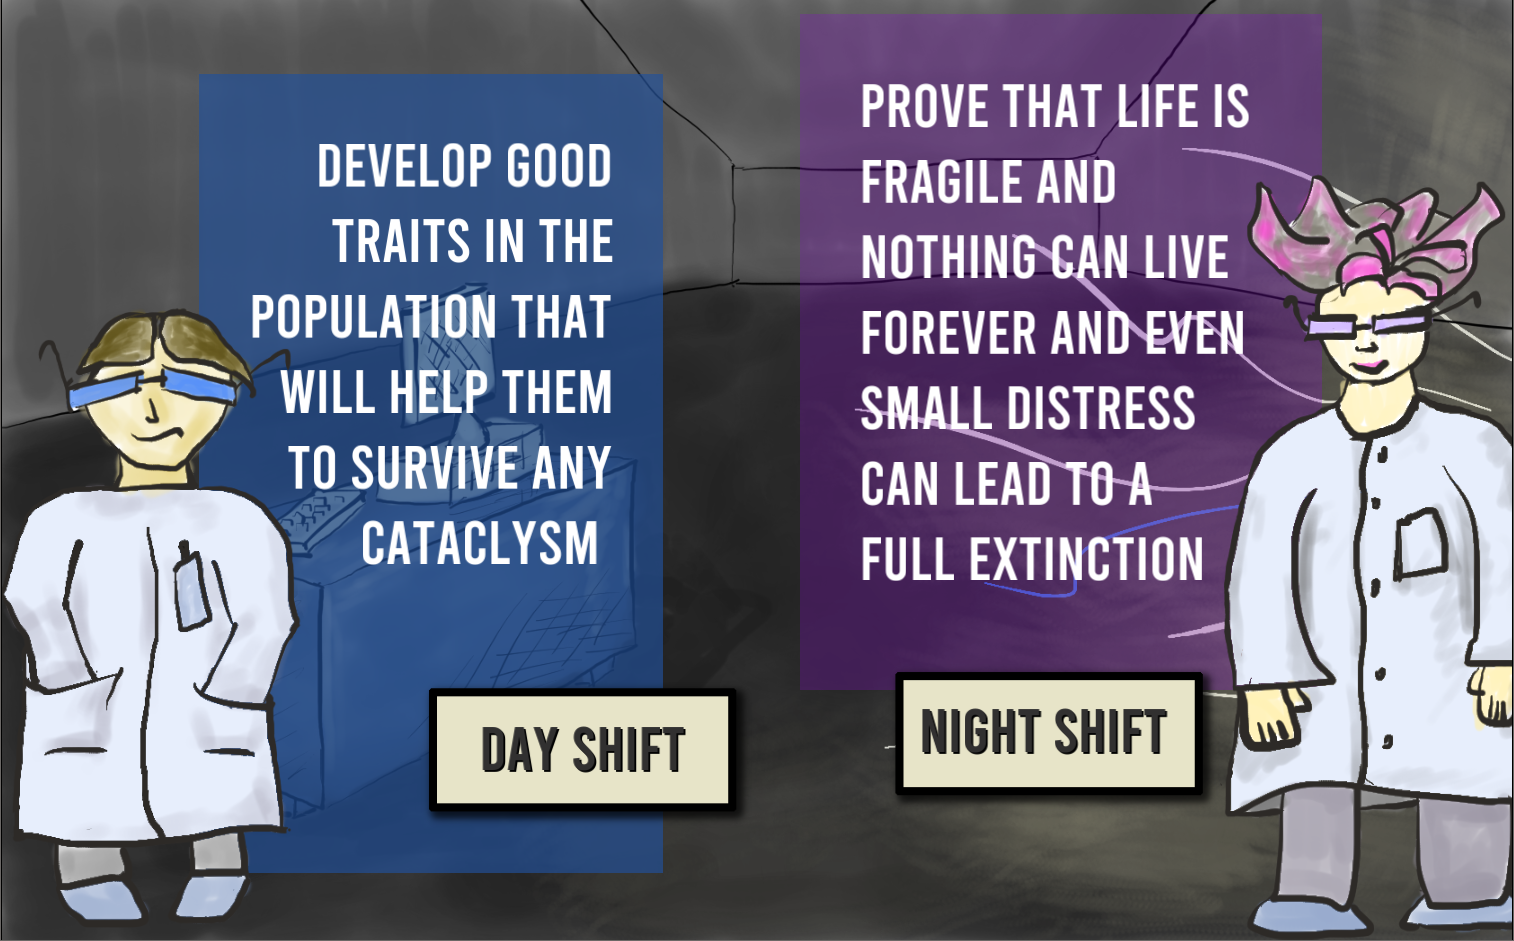 DEVELOP GOOD
TRAITS IN THE
POPULATION THAT
WILL HELP THEM
TO SURVIVE ANY
CATACLYSM
DAY SHIFT
PROVE THAT LIFE IS
FRAGILE AND
NOTHING CAN LIVE
FOREVER AND EVEN
SMALL DISTRESS
CAN LEAD TO A
FULL EXTINCTION
NIGHT SHIFT